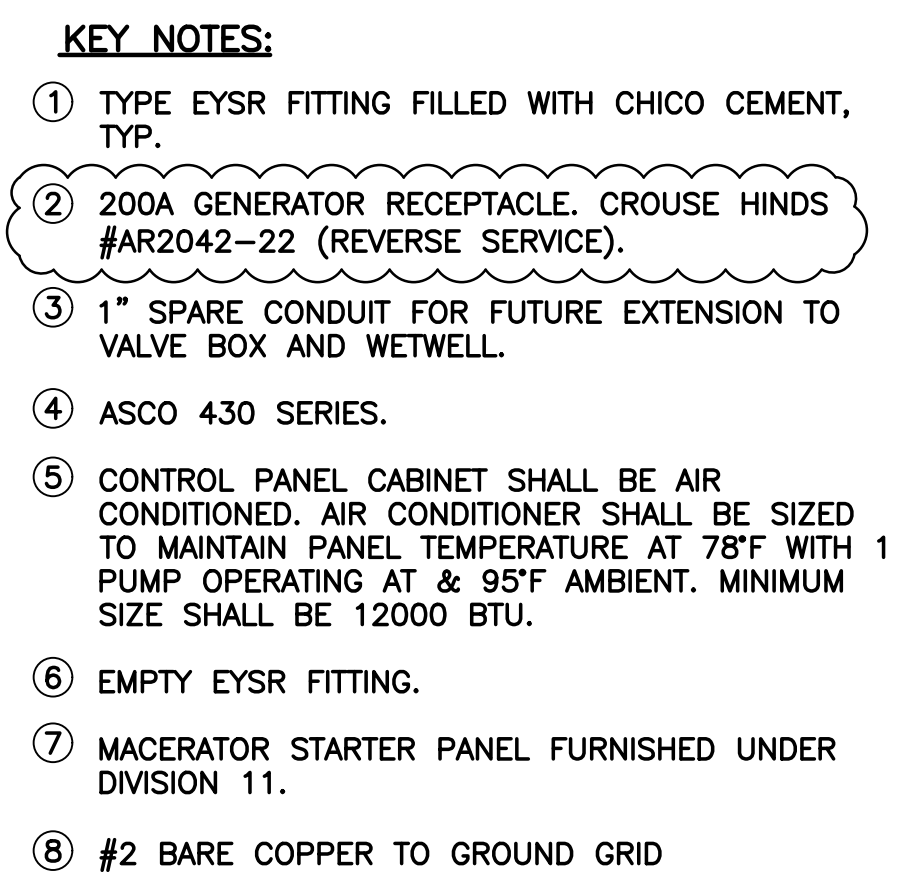 KEY NOTES:
1 TYPE EYSR FITTING FILLED WITH CHICO CEMENT,
TYP.
2 200A GENERATOR RECEPTACLE. CROUSE HINDS
#AR2042-22 (REVERSE SERVICE).
3 1" SPARE CONDUIT FOR FUTURE EXTENSION TO
VALVE BOX AND WETWELL.
4 ASCO 430 SERIES.
5 CONTROL PANEL CABINET SHALL BE AIR
CONDITIONED. AIR CONDITIONER SHALL BE SIZED
TO MAINTAIN PANEL TEMPERATURE AT 78°F WITH 1
PUMP OPERATING AT & 95°F AMBIENT. MINIMUM
SIZE SHALL BE 12000 BTU.
6 EMPTY EYSR FITTING.
7 MACERATOR STARTER PANEL FURNISHED UNDER
DIVISION 11.
8 #2 BARE COPPER TO GROUND GRID